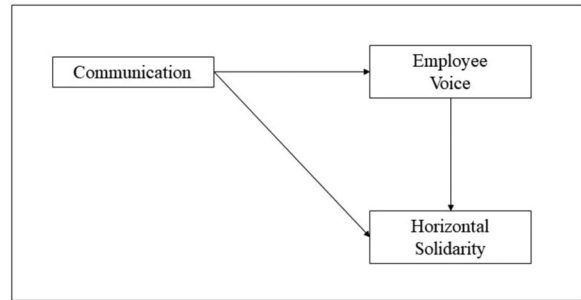 Communication
Employee
Voice
Horizontal
Solidarity